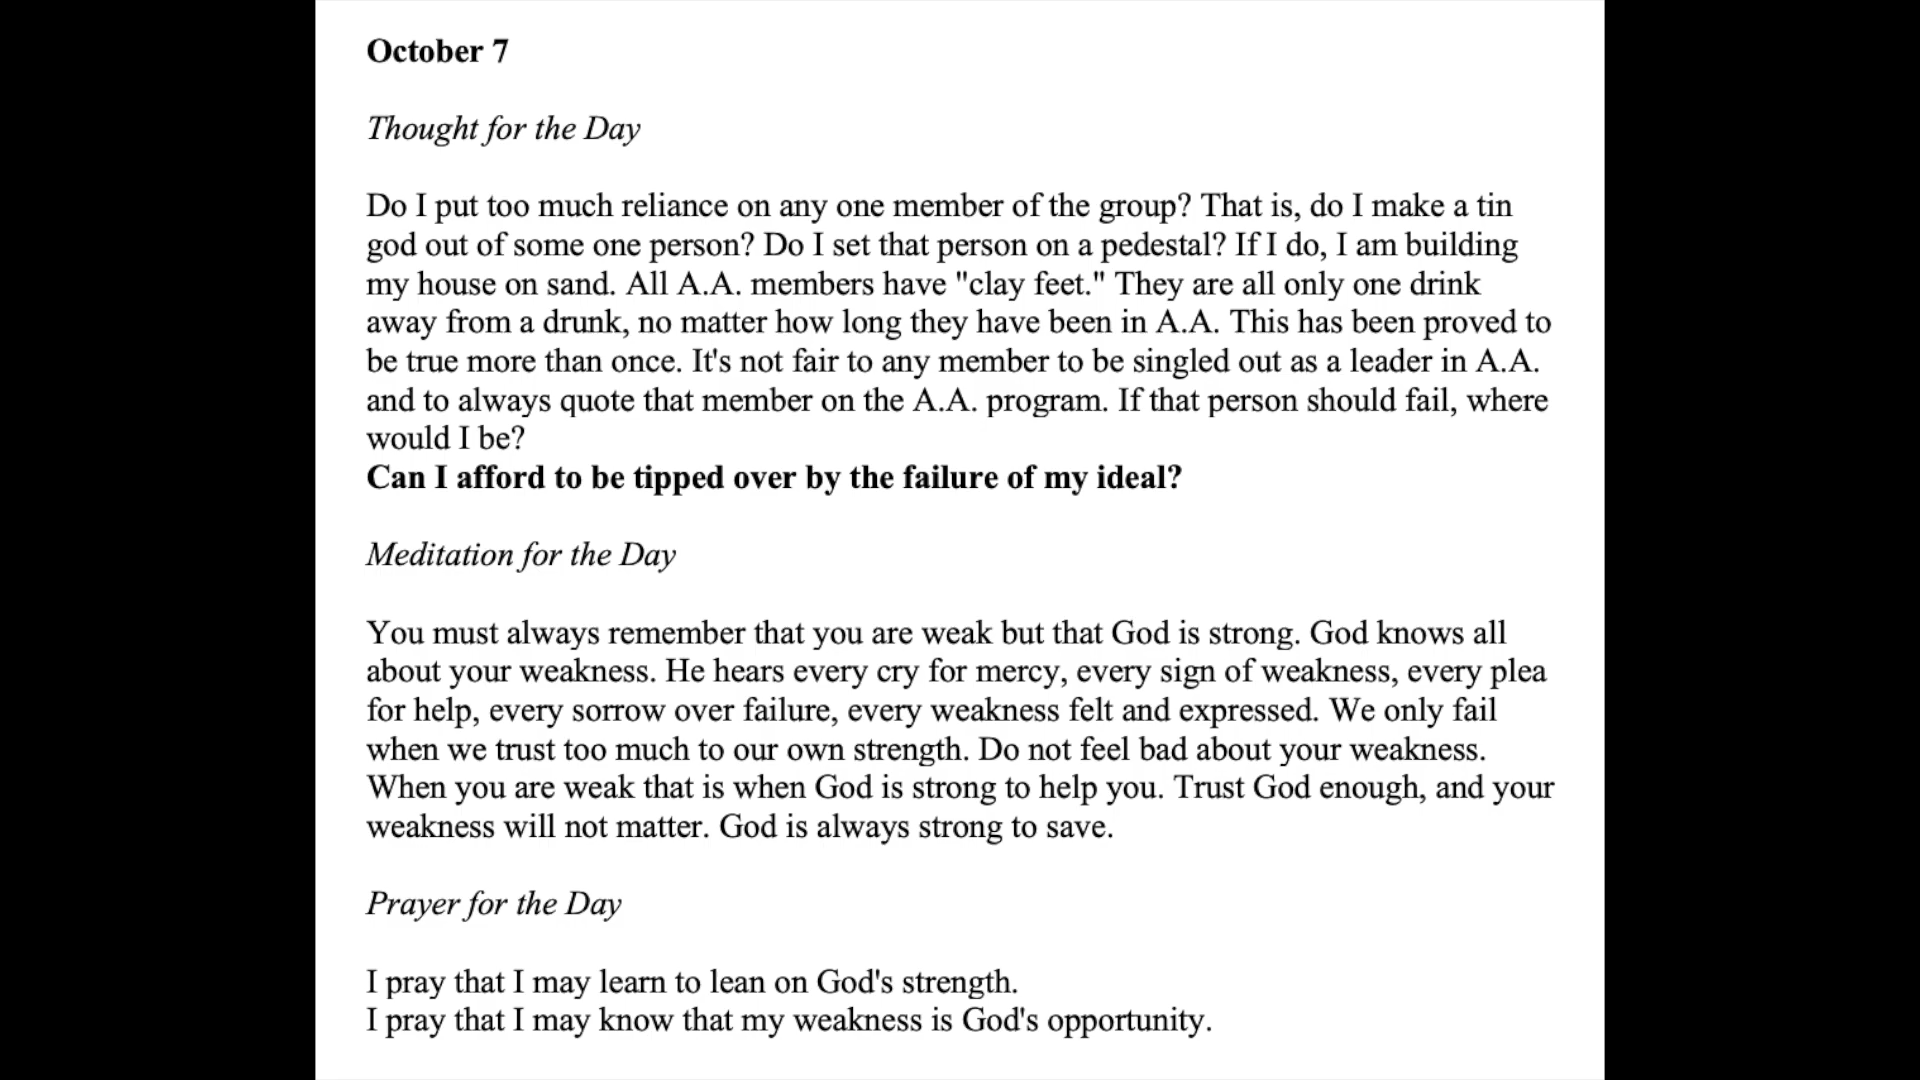 October 7
Thought for the Day
Do I put too much reliance on any one member of the group? That is, do I make a tin
god out of some one person? Do I set that person on a pedestal? If I do, I am building
my house on sand. All A.A. members have "clay feet." They are all only one drink
away from a drunk, no matter how long they have been in A.A. This has been proved to
be true more than once. It's not fair to any member to be singled out as a leader in A.A.
and to always quote that member on the A.A. program. If that person should fail, where
would I be?
Can I afford to be tipped over by the failure of my ideal?
Meditation for the Day
You must always remember that you are weak but that God is strong. God knows all
about your weakness. He hears every cry for mercy, every sign of weakness, every plea
for help, every sorrow over failure, every weakness felt and expressed. We only fail
when we trust too much to our own strength. Do not feel bad about your weakness.
When you are weak that is when God is strong to help you. Trust God enough, and your
weakness will not matter. God is always strong to save.
Prayer for the Day
I pray that I may learn to lean on God's strength.
I pray that I may know that my weakness is God's opportunity.